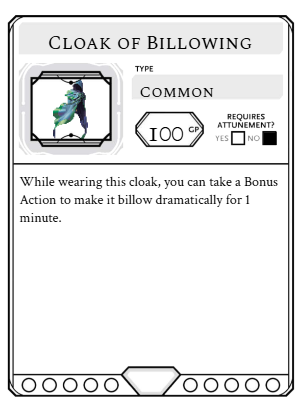 Cloak of Billowing
TYPE
Common
100 GP
REQUIRES
ATTUNEMENT?
YES NO
While wearing this cloak, you can take a Bonus
Action to make it billow dramatically for 1
minute.